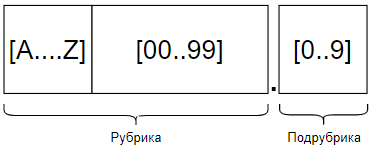 [A....Z] [00..99] . [0..9]
Рубрика Подрубрика